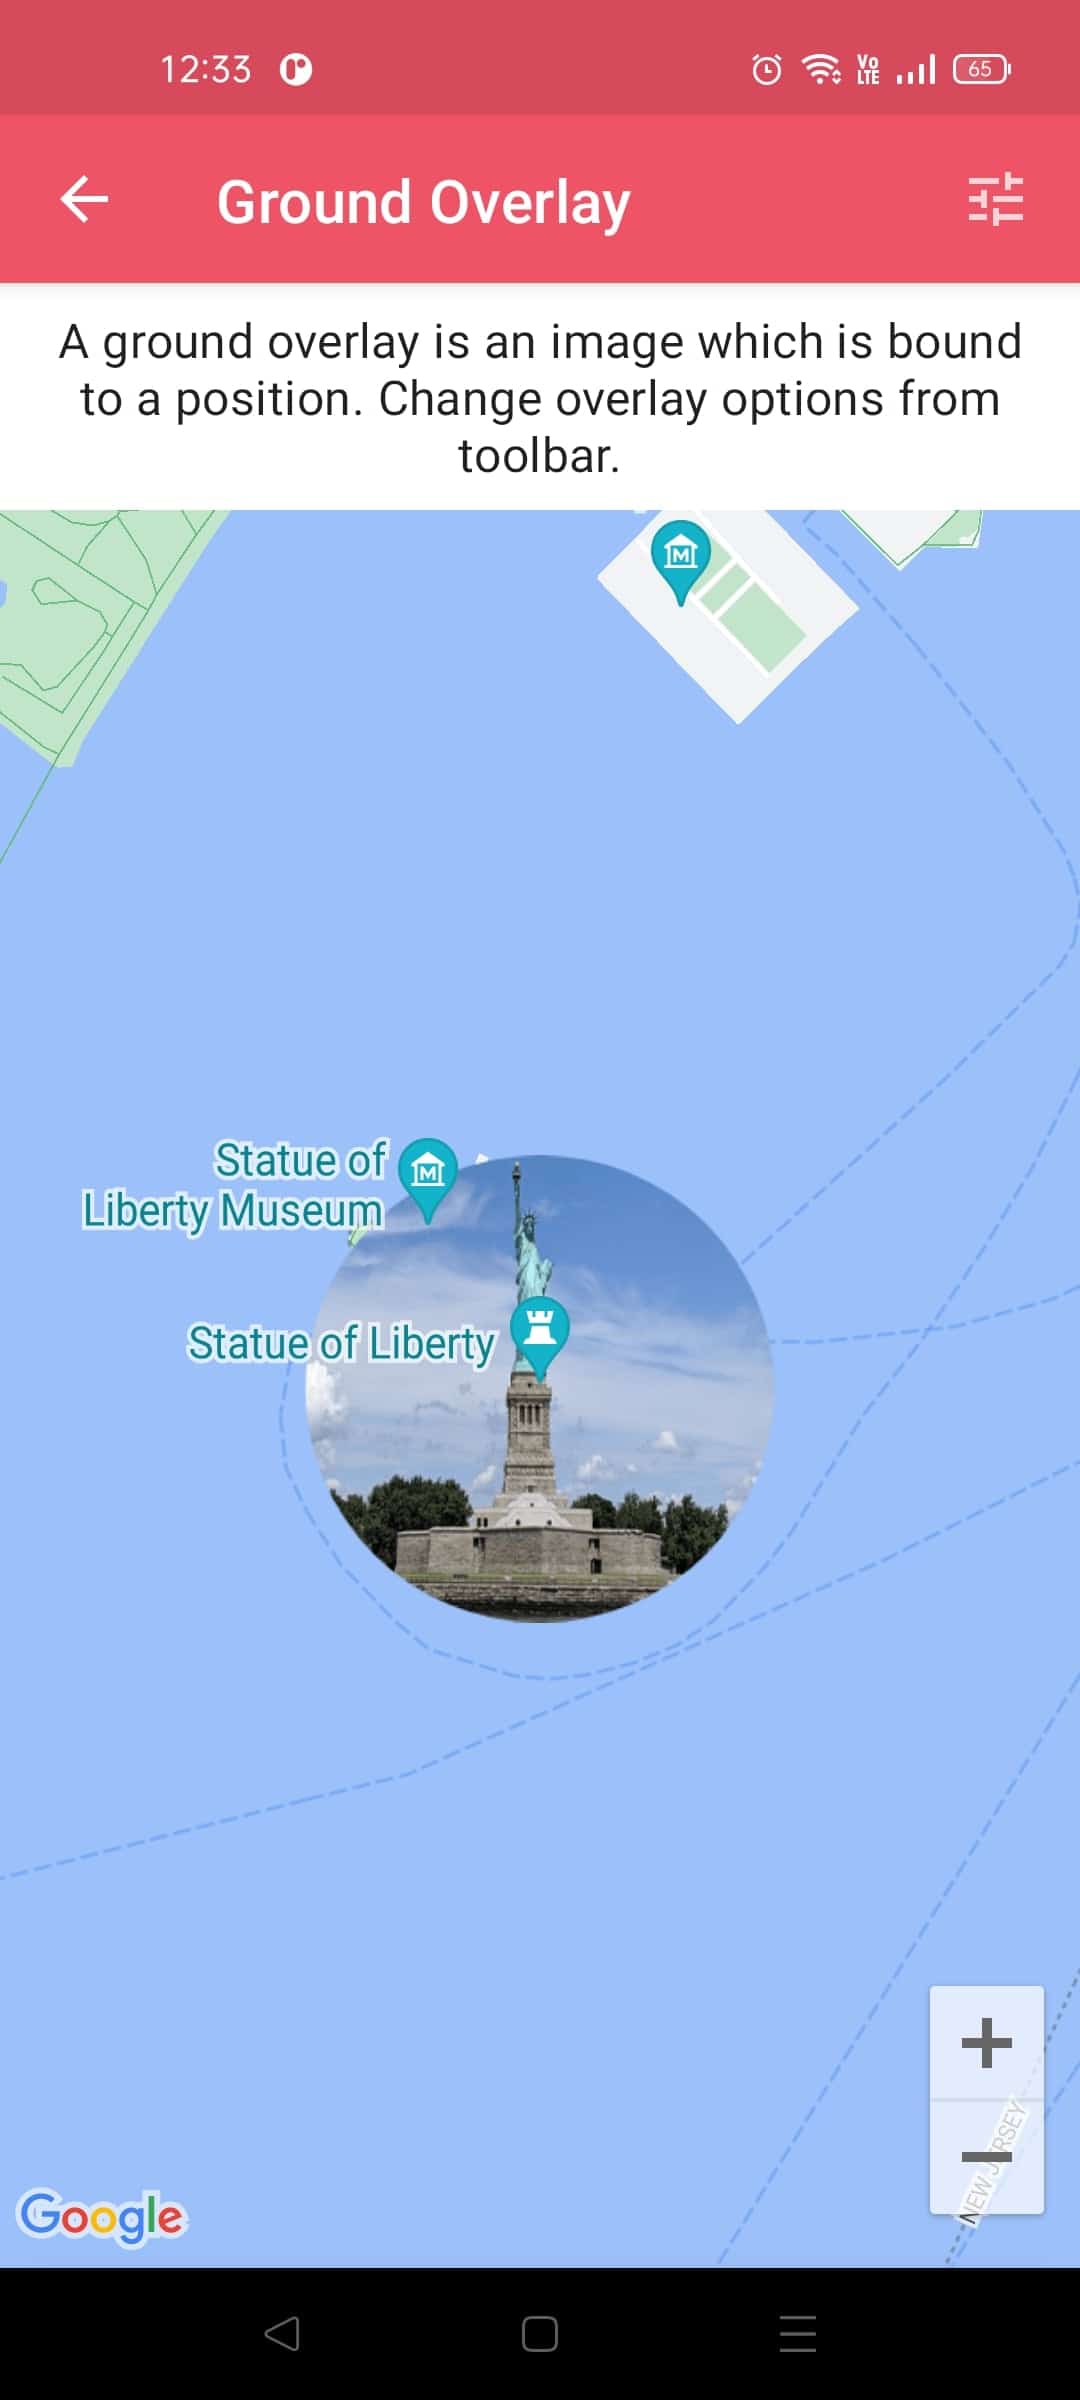 12:33
Vo
LTE
65
Ground Overlay
A ground overlay is an image which is bound
to a position. Change overlay options from
toolbar.
M
Statue of
Liberty Museum
M
Statue of Liberty
NEW JERSEY
Google